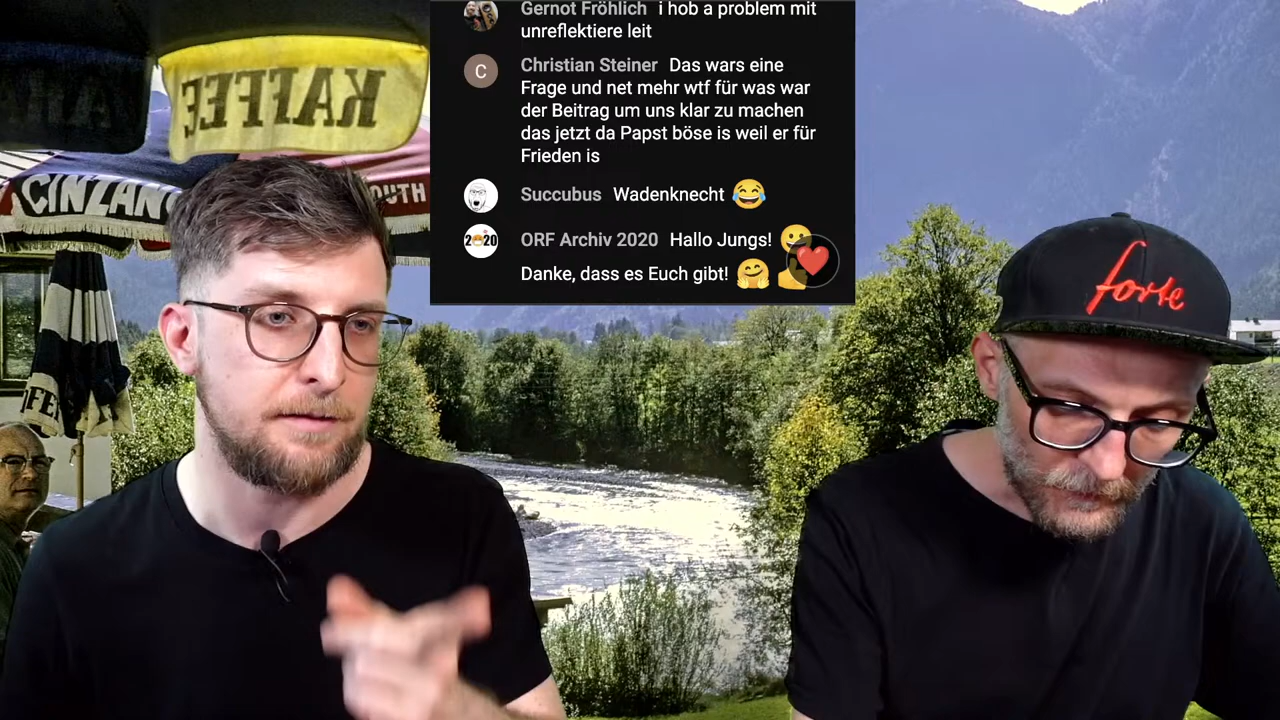 Gernot Fröhlich i hob a problem mit
unreflektiere leit
C
Christian Steiner Das wars eine
Frage und net mehr wtf für was war
der Beitrag um uns klar zu machen
das jetzt da Papst böse is weil er für
Frieden is
Succubus Wadenknecht 😂
2020 ORF Archiv 2020 Hallo Jungs! 😀
Danke, dass es Euch gibt! 🤗
KAFFEE
CINZANO
OUTH
forte